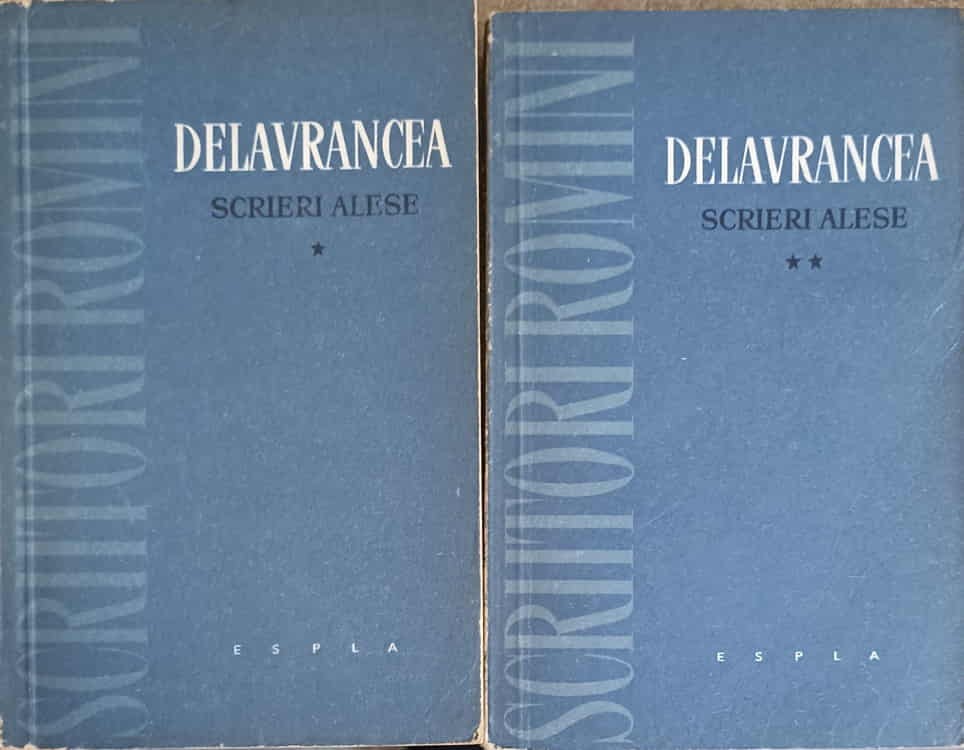 SCRIITORI ROMINI
DELAVRANCEA
SCRIERI ALESE
★
ESPLA
SCRIITORI ROMINI
DELAVRANCEA
SCRIERI ALESE
★★
ESPLA